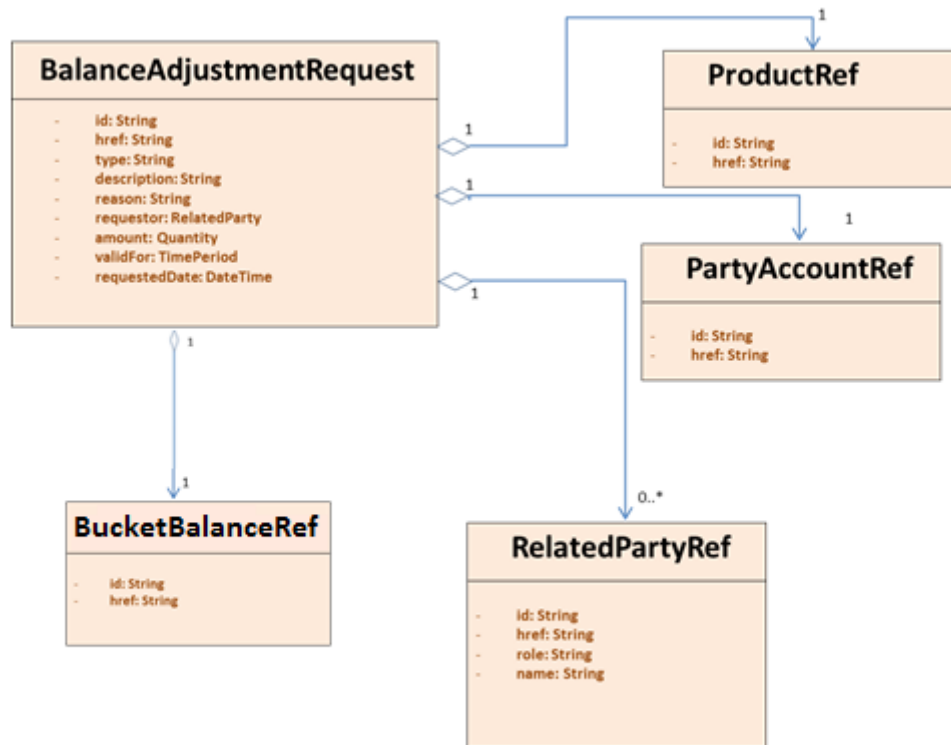 BalanceAdjustmentRequest
- id: String
- href: String
- type: String
- description: String
- reason: String
- requestor: RelatedParty
- amount: Quantity
- validFor: TimePeriod
- requestedDate: DateTime
1
1
ProductRef
- id: String
- href: String
1
1
PartyAccountRef
- id: String
- href: String
1
0..*
RelatedPartyRef
- id: String
- href: String
- role: String
- name: String
1
1
BucketBalanceRef
- id: String
- href: String